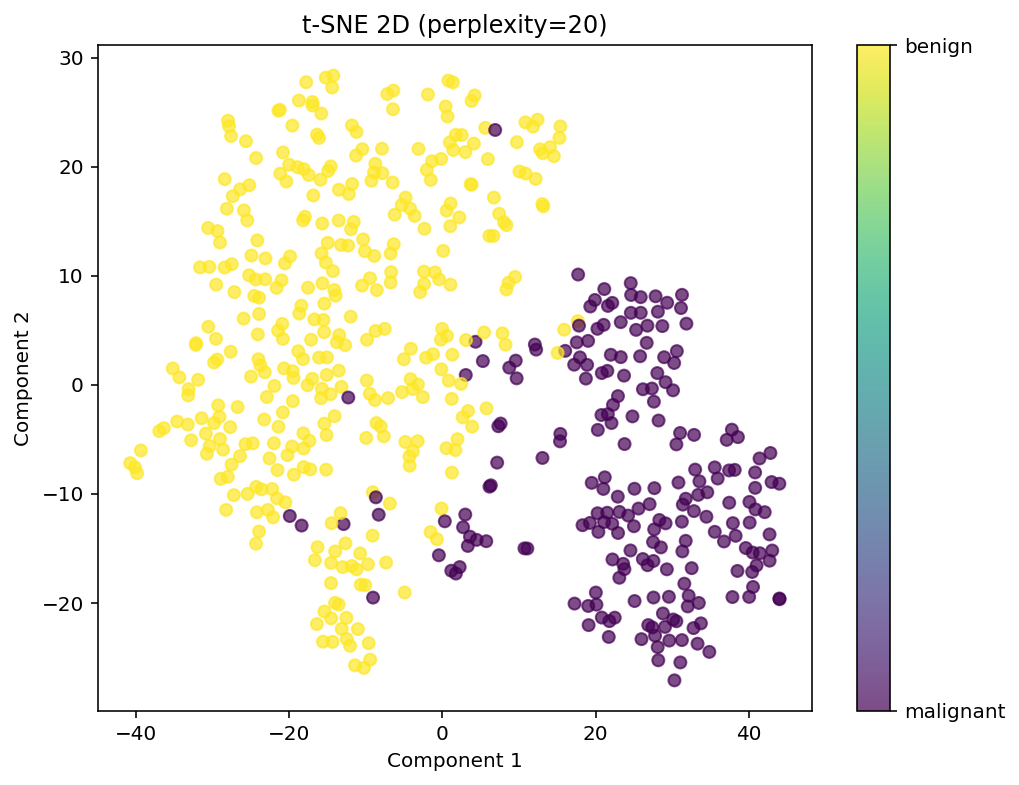 t-SNE 2D (perplexity=20)
30
20
10
0
−10
−20
−40
−20
0
20
40
Component 2
Component 1
benign
malignant